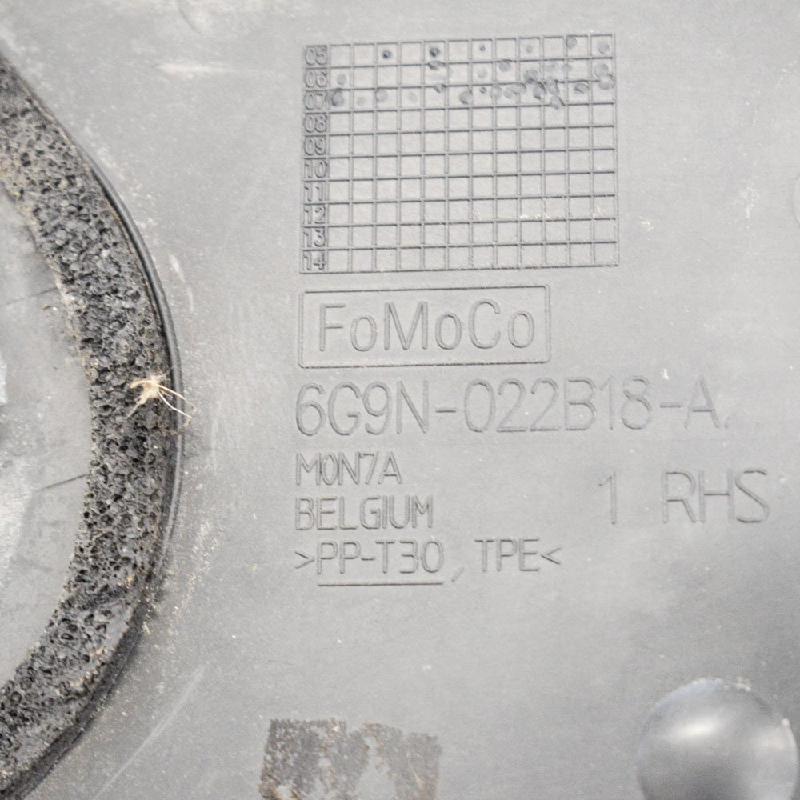 05
06
07
08
09
10
11
12
13
14
FoMoCo
6G9N-022B18-A
M0N7A
BELGIUM
1 RHS
>PP-T30, TPE<